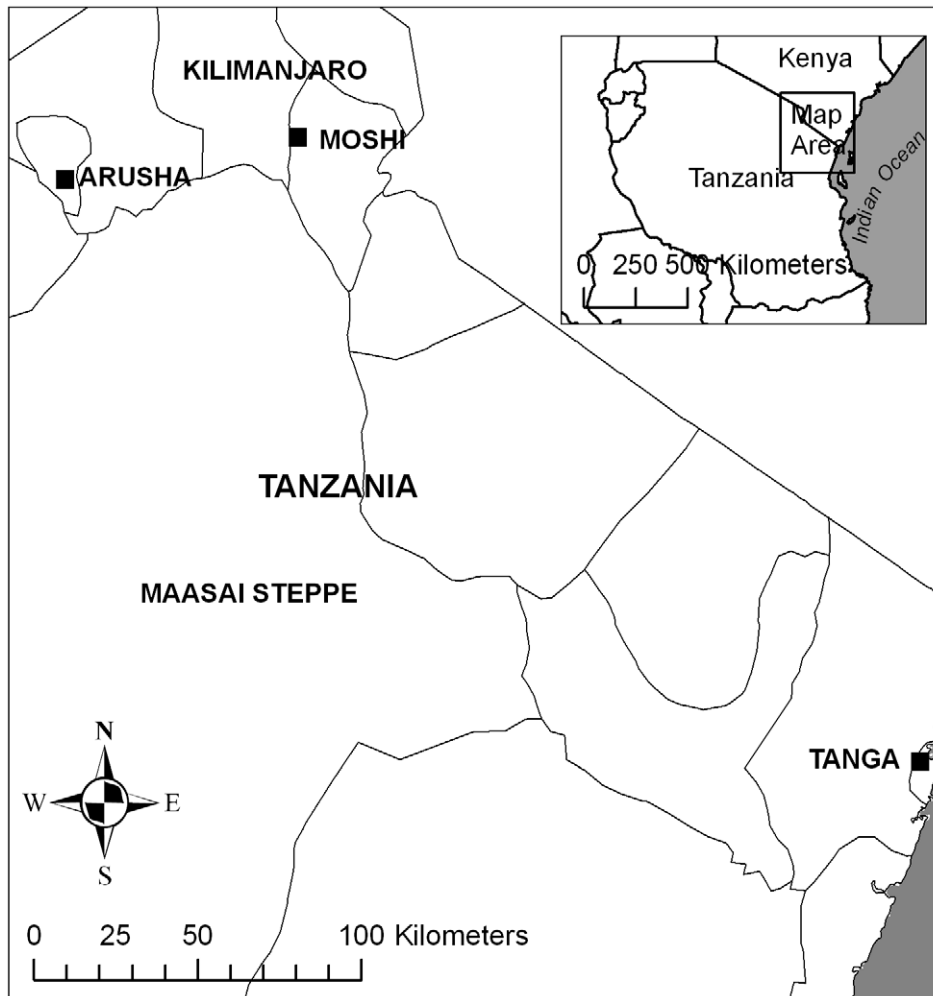 KILIMANJARO
MOSHI
ARUSHA
Kenya
Map
Area
Tanzania
Indian Ocean
0 250 500 Kilometers
TANZANIA
MAASAI STEPPE
TANGA
N
W E
S
0 25 50 100 Kilometers